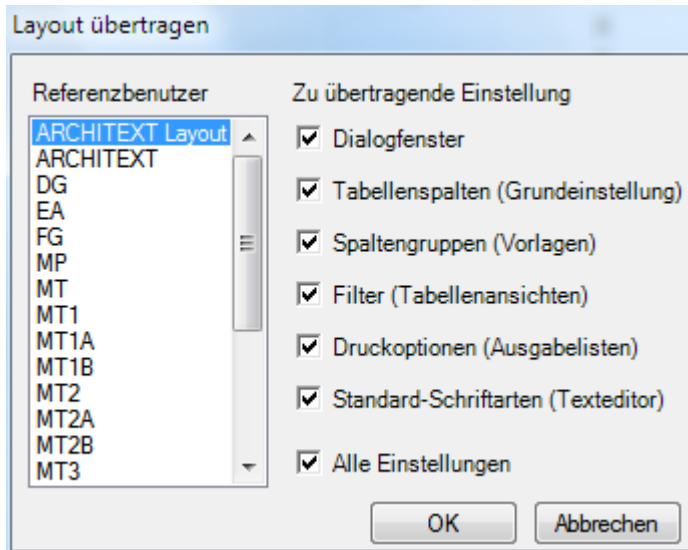 Layout übertragen
Referenzbenutzer
ARCHITEXT Layout
ARCHITEXT
DG
EA
FG
MP
MT
MT1
MT1A
MT1B
MT2
MT2A
MT2B
MT3
Zu übertragende Einstellung
Dialogfenster
Tabellenspalten (Grundeinstellung)
Spaltengruppen (Vorlagen)
Filter (Tabellenansichten)
Druckoptionen (Ausgabelisten)
Standard-Schriftarten (Texteditor)
Alle Einstellungen
OK
Abbrechen